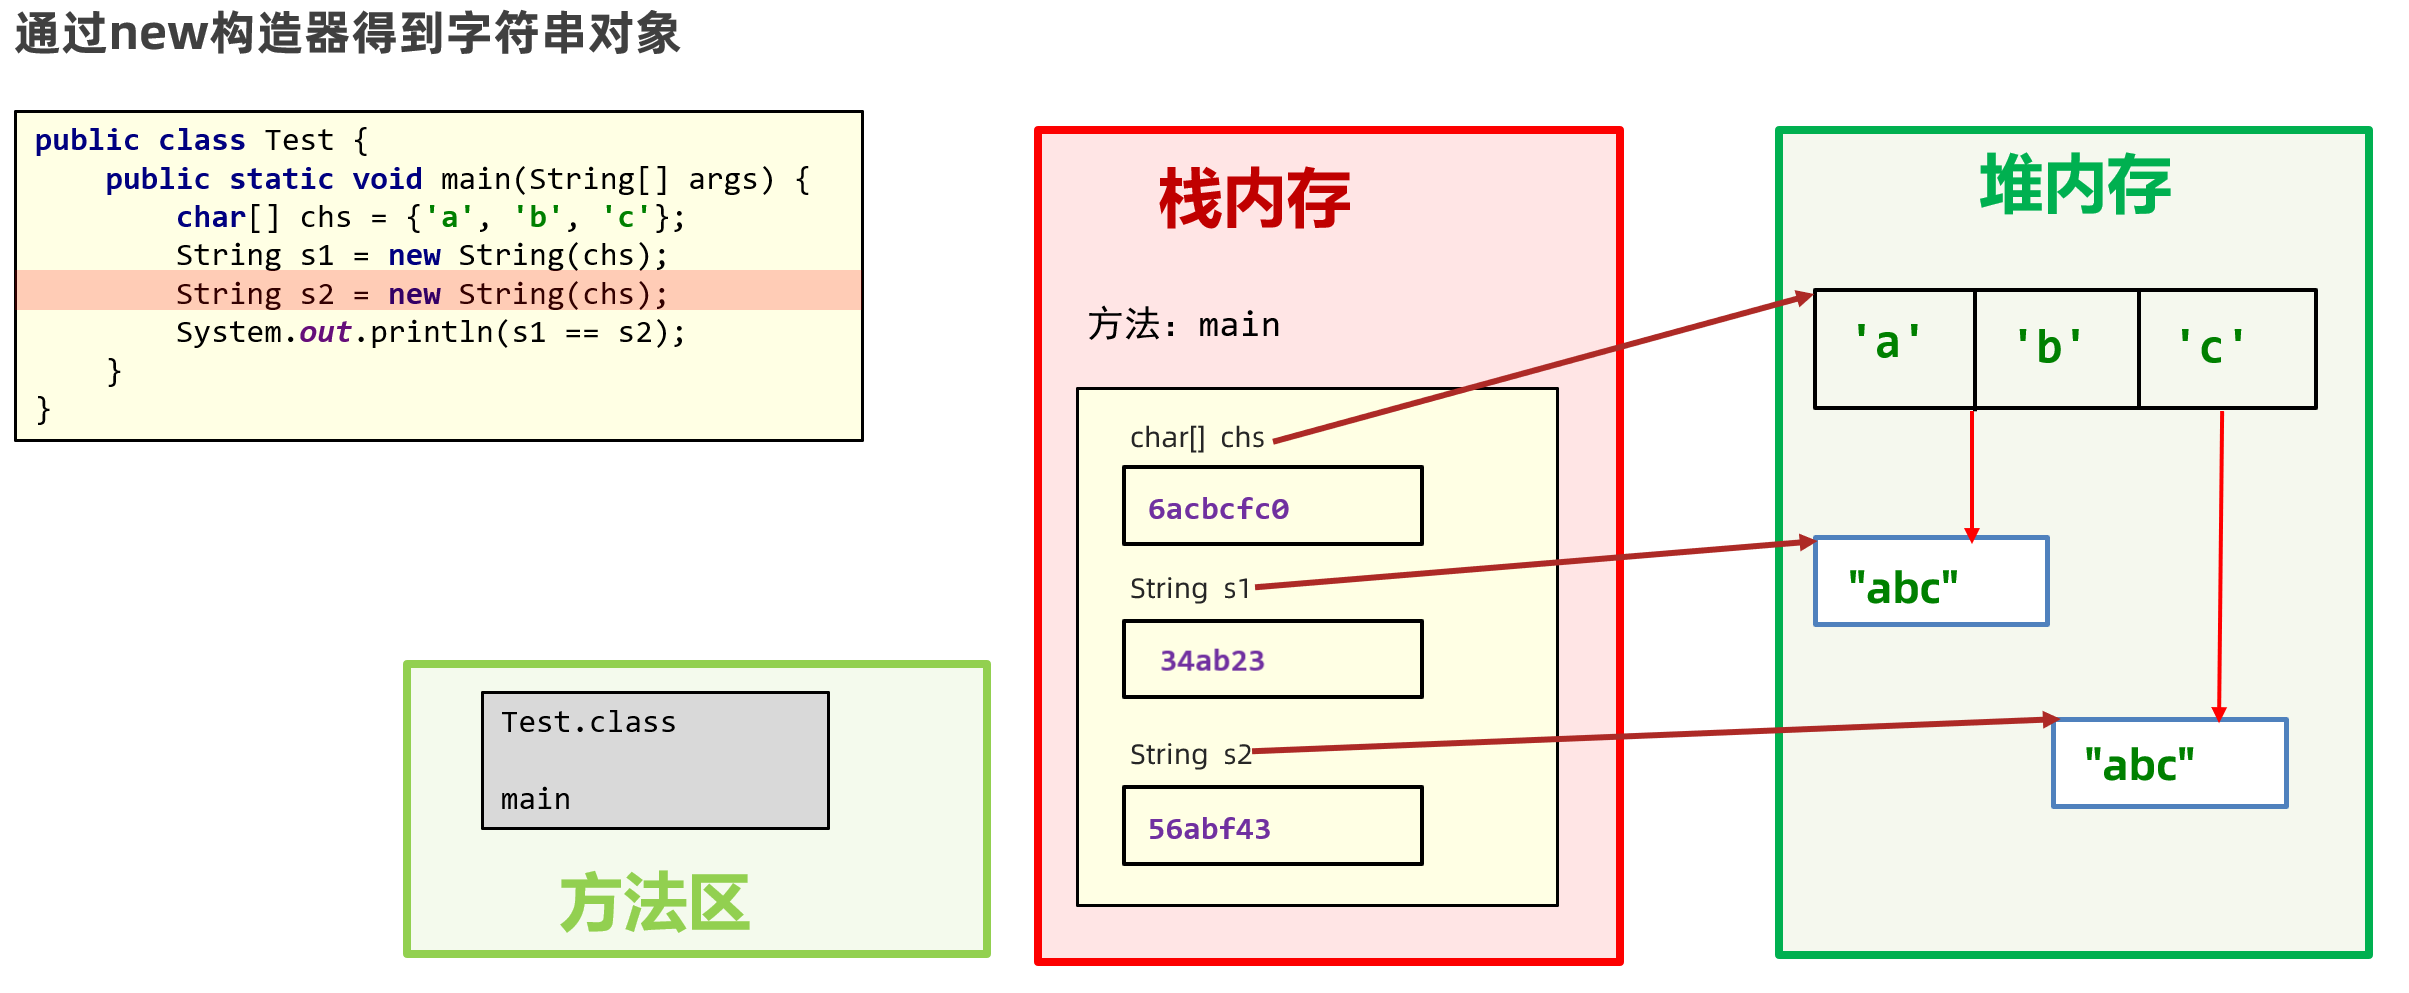 通过new构造器得到字符串对象
public class Test {
    public static void main(String[] args) {
        char[] chs = {'a', 'b', 'c'};
        String s1 = new String(chs);
        String s2 = new String(chs);
        System.out.println(s1 == s2);
    }
}
Test.class
main
方法区
栈内存
方法：main
char[] chs
6acbcfc0
String s1
34ab23
String s2
56abf43
堆内存
'a' 'b' 'c'
"abc"
"abc"